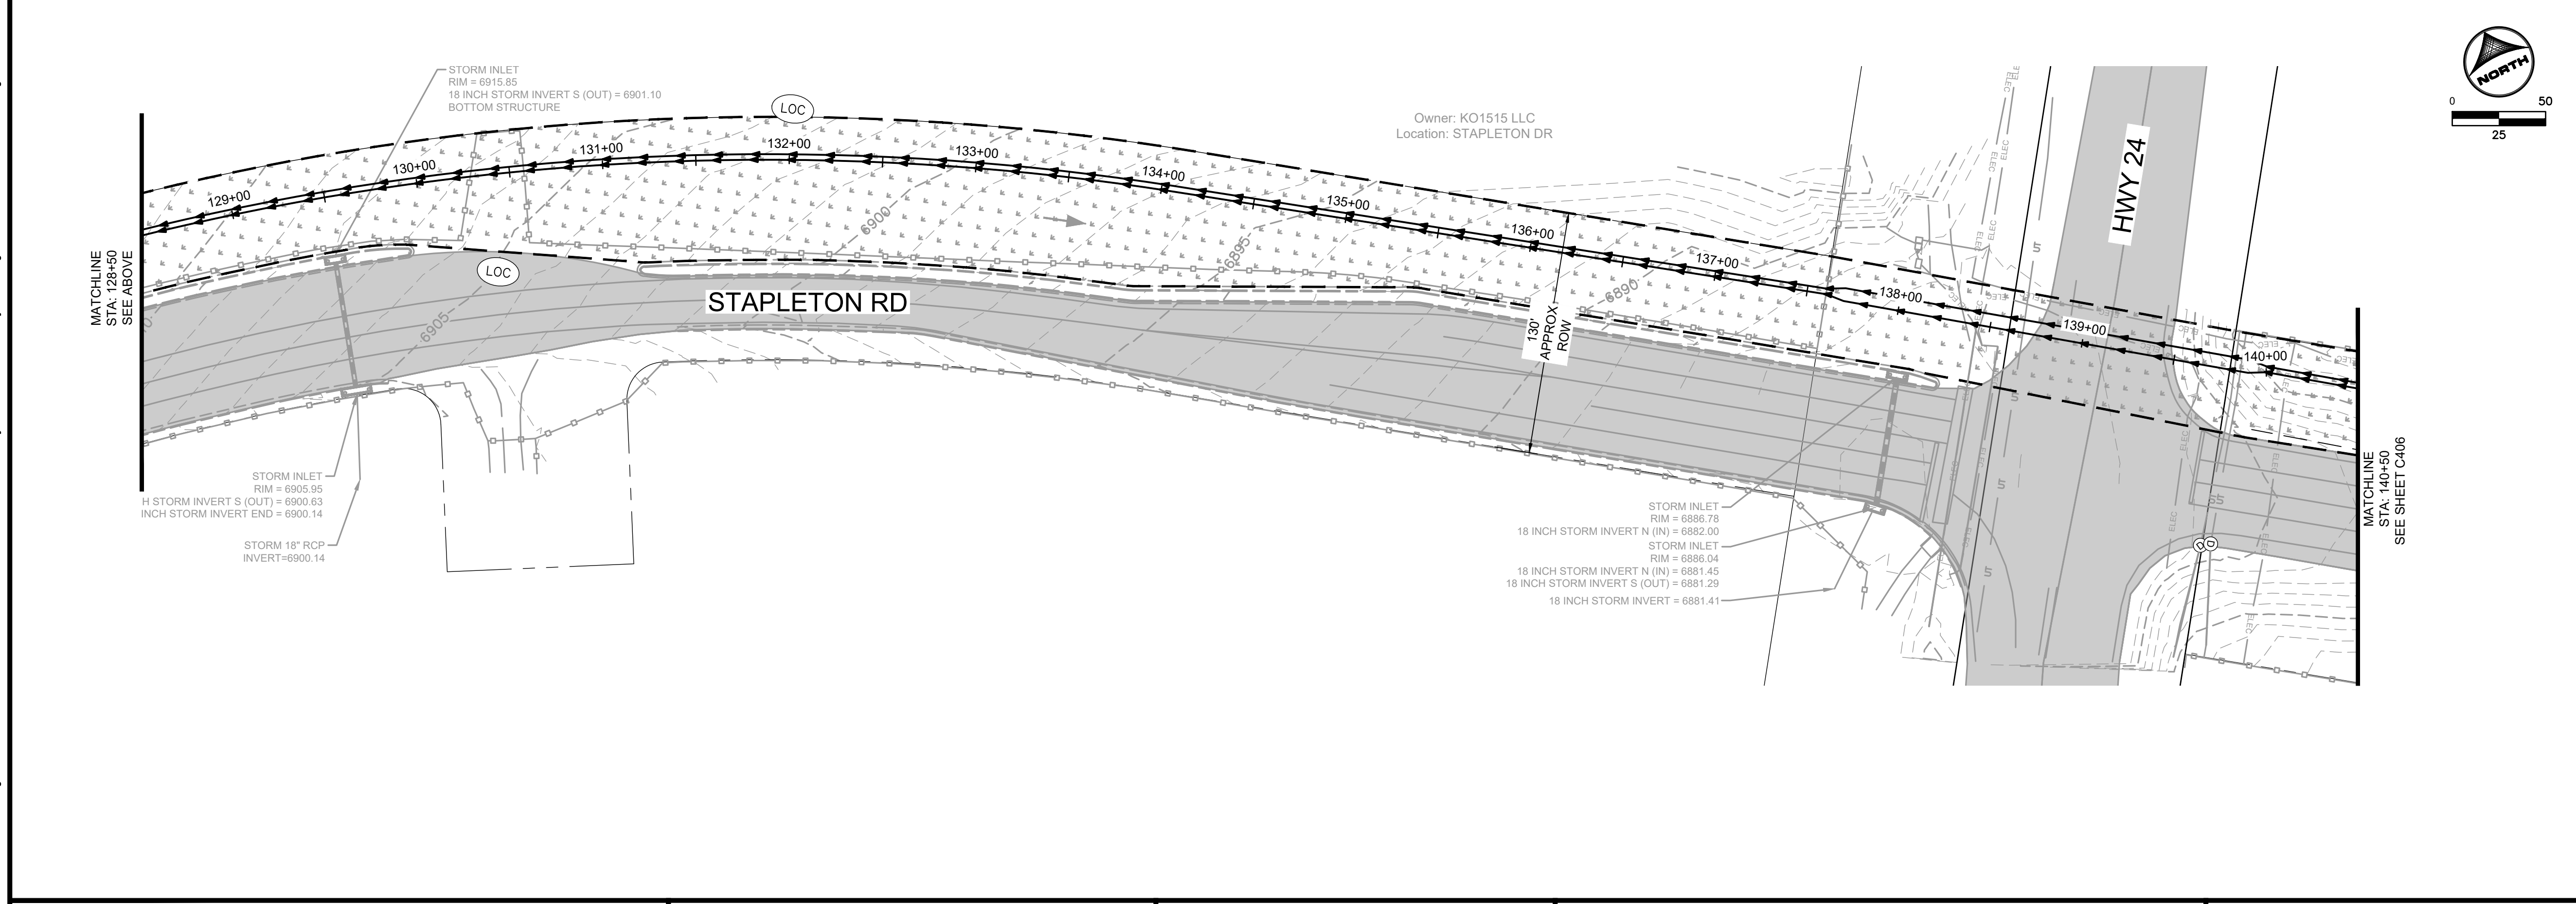 NORTH
0 50
25
STORM INLET
RIM = 6915.85
18 INCH STORM INVERT S (OUT) = 6901.10
BOTTOM STRUCTURE
LOC
Owner: KO1515 LLC
Location: STAPLETON DR
HWY 24
129+00
130+00
131+00
132+00
133+00
134+00
135+00
136+00
137+00
138+00
139+00
140+00
MATCHLINE
STA: 128+50
SEE ABOVE
LOC
STAPLETON RD
6900
6895
6890
6905
130'
APPROX
ROW
ELEC
ELEC
ELEC
ELEC
ELEC
ELEC
STORM INLET
RIM = 6905.95
H STORM INVERT S (OUT) = 6900.63
INCH STORM INVERT END = 6900.14
STORM 18" RCP
INVERT=6900.14
STORM INLET
RIM = 6886.78
18 INCH STORM INVERT N (IN) = 6882.00
STORM INLET
RIM = 6886.04
18 INCH STORM INVERT N (IN) = 6881.45
18 INCH STORM INVERT S (OUT) = 6881.29
18 INCH STORM INVERT = 6881.41
D D
MATCHLINE
STA: 140+50
SEE SHEET C406